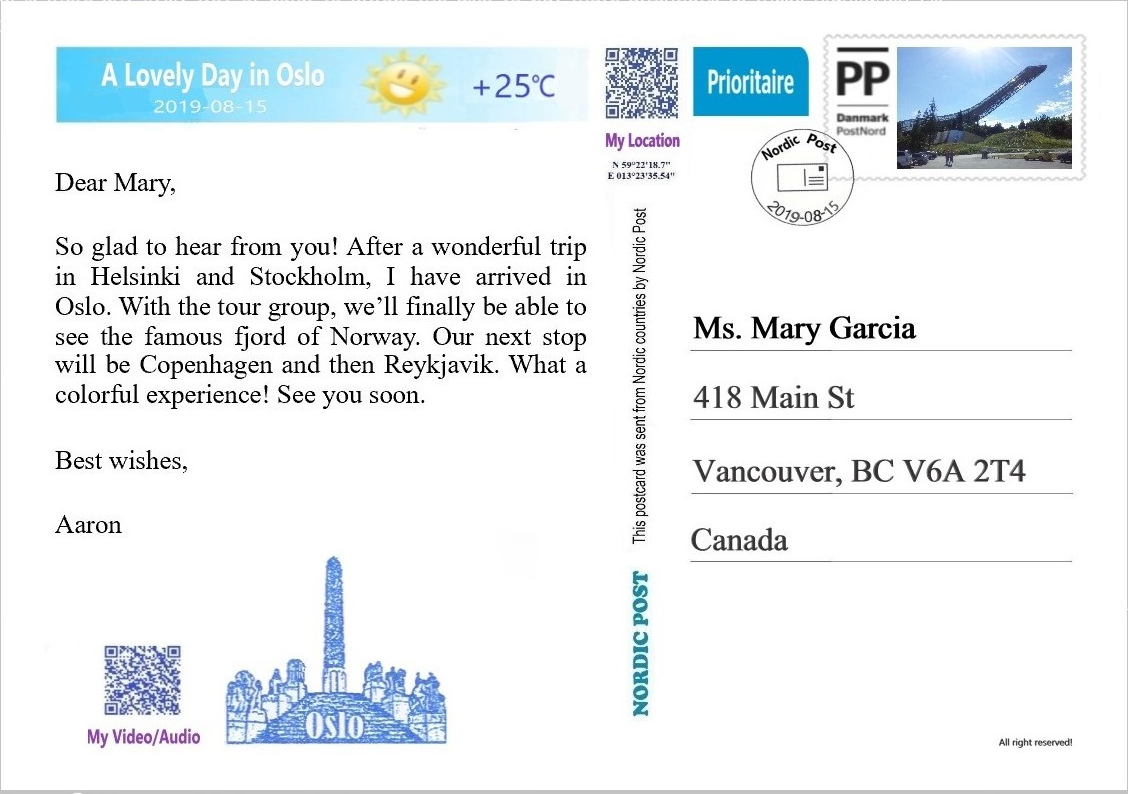 A Lovely Day in Oslo
2019-08-15
+25℃
Dear Mary,
So glad to hear from you! After a wonderful trip
in Helsinki and Stockholm, I have arrived in
Oslo. With the tour group, we’ll finally be able to
see the famous fjord of Norway. Our next stop
will be Copenhagen and then Reykjavik. What a
colorful experience! See you soon.
Best wishes,
Aaron
My Video/Audio
Oslo
My Location
N 59°22'18.7"
E 013°23'35.54"
This postcard was sent from Nordic countries by Nordic Post
NORDIC POST
Prioritaire
PP
Danmark
PostNord
Nordic Post
2019-08-15
Ms. Mary Garcia
418 Main St
Vancouver, BC V6A 2T4
Canada
All right reserved!